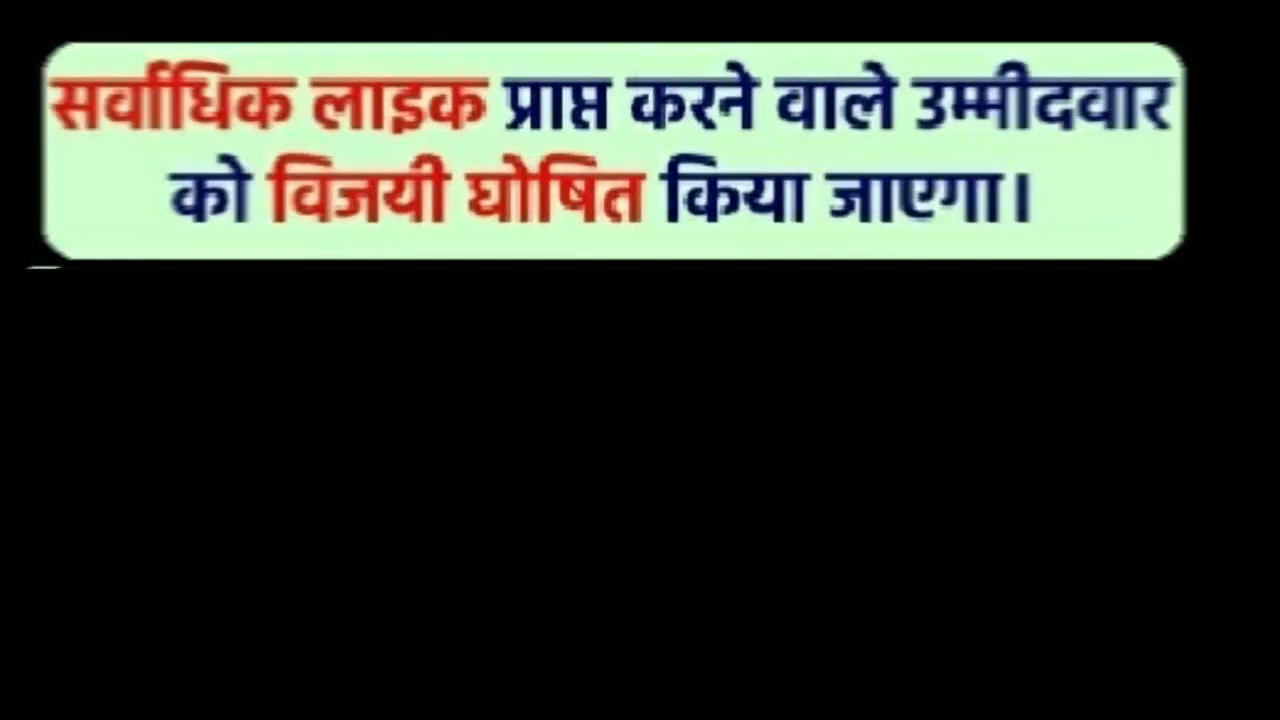 सर्वाधिक लाइक प्राप्त करने वाले उम्मीदवार
को विजयी घोषित किया जाएगा।